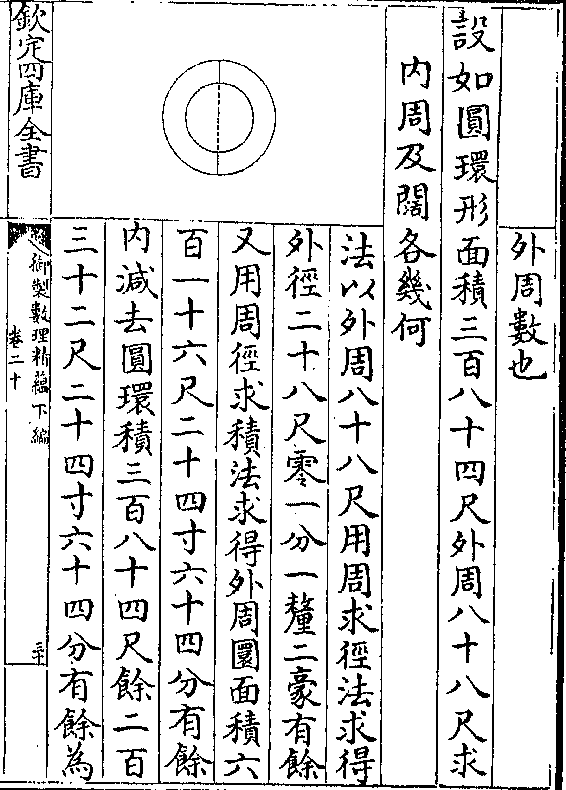 外周數也
設如圓環形面積三百八十四尺外周八十八尺求
內周及闊各幾何
法以外周八十八尺用周求徑法求得
外徑二十八尺零一分一釐二豪有餘
又用周徑求積法求得外周圜面積六
百一十六尺二十四寸六十四分有餘
內減去圓環積三百八十四尺餘二百
三十二尺二十四寸六十四分有餘為
欽定四庫全書
御製數理精蘊下編
卷二十